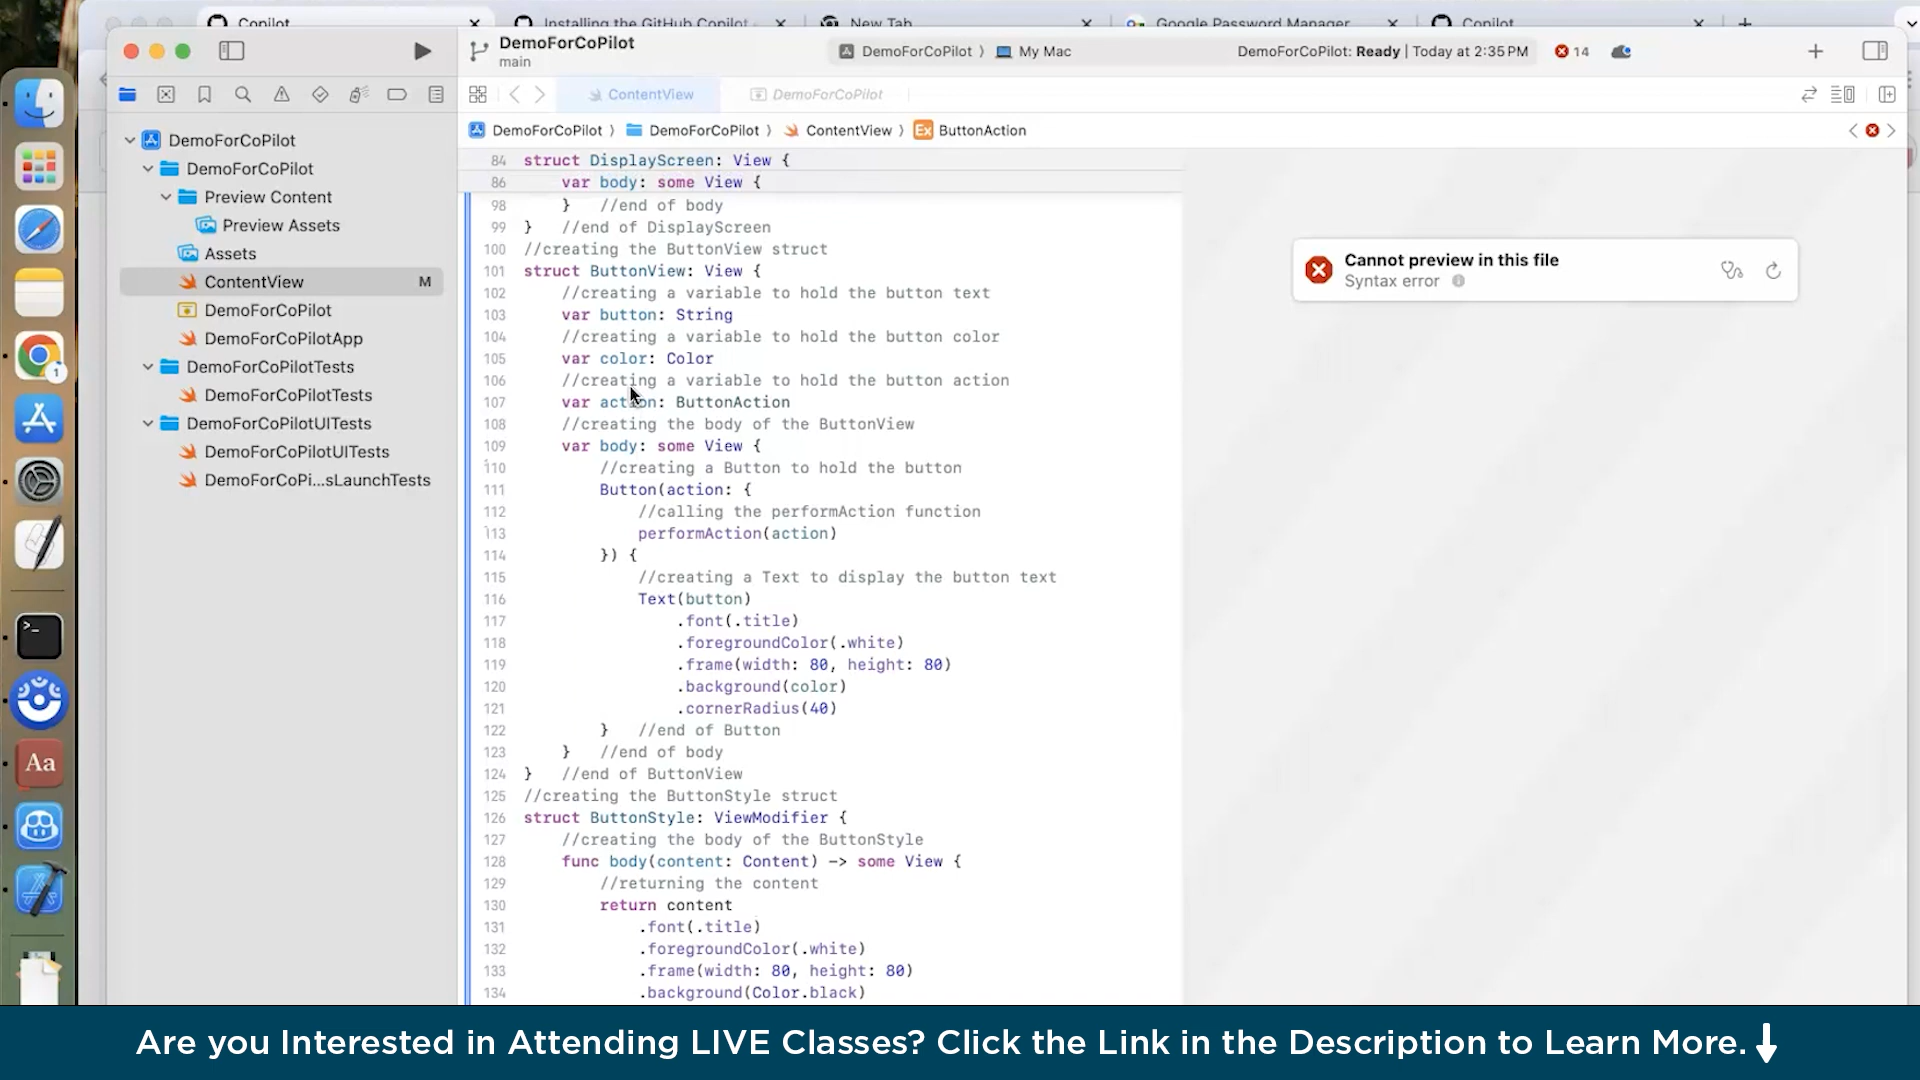 Copilot
Installing the GitHub Copilot
New Tab
Google Password Manager
Copilot
DemoForCoPilot
main
DemoForCoPilot 〉 My Mac
DemoForCoPilot: Ready | Today at 2:35 PM
14
ContentView
DemoForCoPilot
DemoForCoPilot 〉 DemoForCoPilot 〉 ContentView 〉 Ex ButtonAction
DemoForCoPilot
DemoForCoPilot
Preview Content
Preview Assets
Assets
ContentView M
DemoForCoPilot
DemoForCoPilotApp
DemoForCoPilotTests
DemoForCoPilotTests
DemoForCoPilotUITests
DemoForCoPilotUITests
DemoForCoPi...sLaunchTests
84 struct DisplayScreen: View {
86 var body: some View {
98 } //end of body
99 } //end of DisplayScreen
100 //creating the ButtonView struct
101 struct ButtonView: View {
102 //creating a variable to hold the button text
103 var button: String
104 //creating a variable to hold the button color
105 var color: Color
106 //creating a variable to hold the button action
107 var action: ButtonAction
108 //creating the body of the ButtonView
109 var body: some View {
110 //creating a Button to hold the button
111 Button(action: {
112 //calling the performAction function
113 performAction(action)
114 }) {
115 //creating a Text to display the button text
116 Text(button)
117 .font(.title)
118 .foregroundColor(.white)
119 .frame(width: 80, height: 80)
120 .background(color)
121 .cornerRadius(40)
122 } //end of Button
123 } //end of body
124 } //end of ButtonView
125 //creating the ButtonStyle struct
126 struct ButtonStyle: ViewModifier {
127 //creating the body of the ButtonStyle
128 func body(content: Content) -> some View {
129 //returning the content
130 return content
131 .font(.title)
132 .foregroundColor(.white)
133 .frame(width: 80, height: 80)
134 .background(Color.black)
Cannot preview in this file
Syntax error
1
Aa
Are you Interested in Attending LIVE Classes? Click the Link in the Description to Learn More.